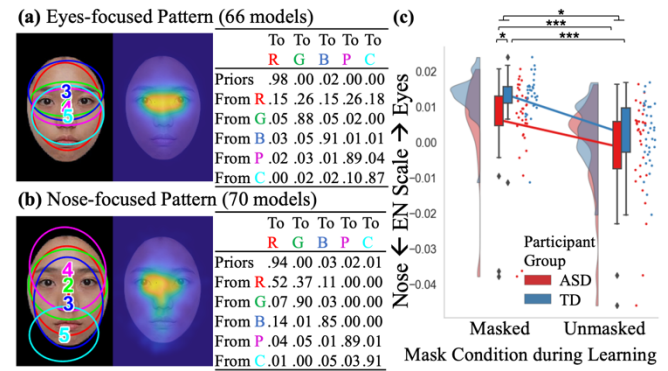 (a) Eyes-focused Pattern (66 models)
3
4
5
To To To To To
R G B P C
Priors .98 .00 .02 .00 .00
From R .15 .26 .15 .26 .18
From G .05 .88 .05 .02 .00
From B .03 .05 .91 .01 .01
From P .02 .03 .01 .89 .04
From C .00 .02 .02 .10 .87
(b) Nose-focused Pattern (70 models)
4
2
3
5
To To To To To
R G B P C
Priors .94 .00 .03 .02 .01
From R .52 .37 .11 .00 .00
From G .07 .90 .03 .00 .00
From B .14 .01 .85 .00 .00
From P .04 .05 .01 .89 .01
From C .01 .00 .05 .03 .91
(c)
*
***
* ***
Nose ← EN Scale → Eyes
0.02
0.01
0.00
−0.01
−0.02
−0.03
−0.04
Participant
Group
ASD
TD
Masked Unmasked
Mask Condition during Learning